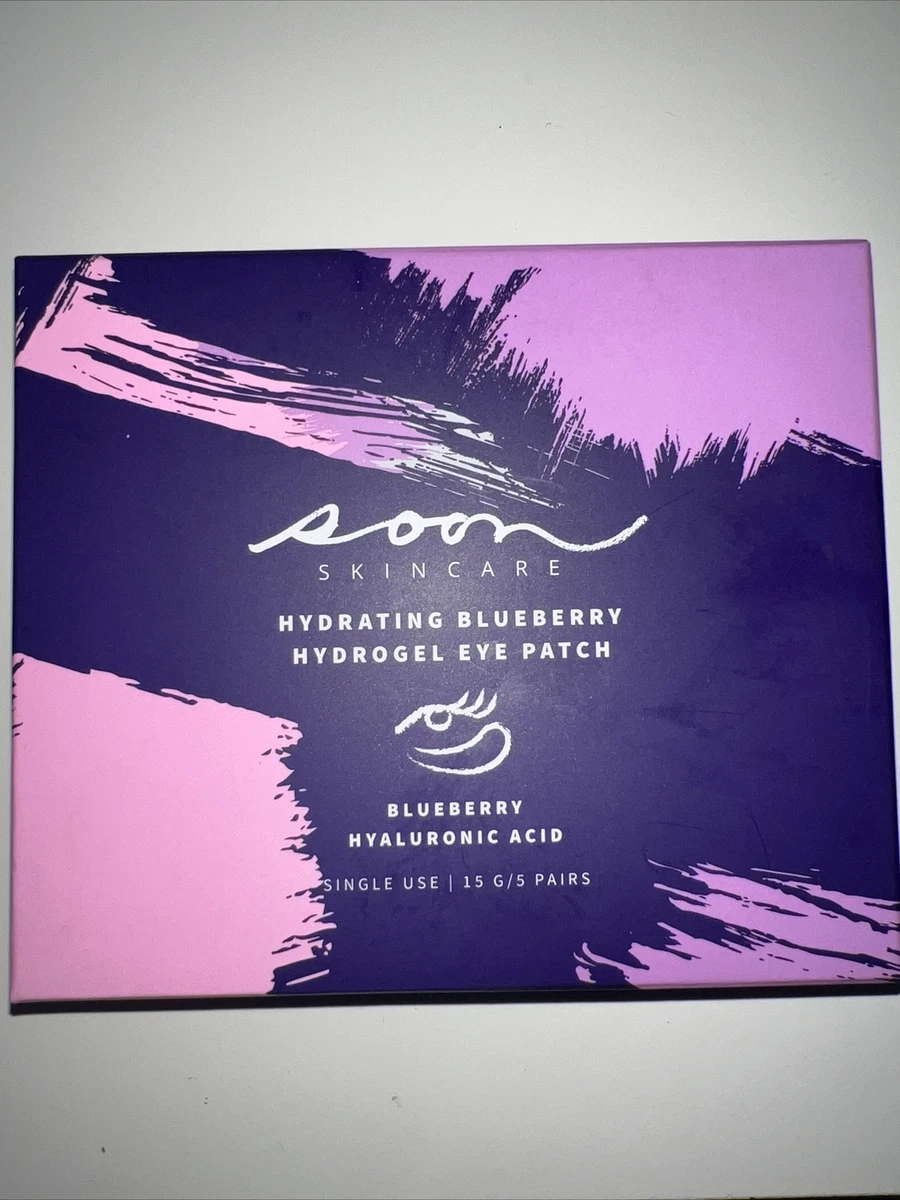 soon
SKINCARE
HYDRATING BLUEBERRY
HYDROGEL EYE PATCH
BLUEBERRY
HYALURONIC ACID
SINGLE USE | 15 G/5 PAIRS